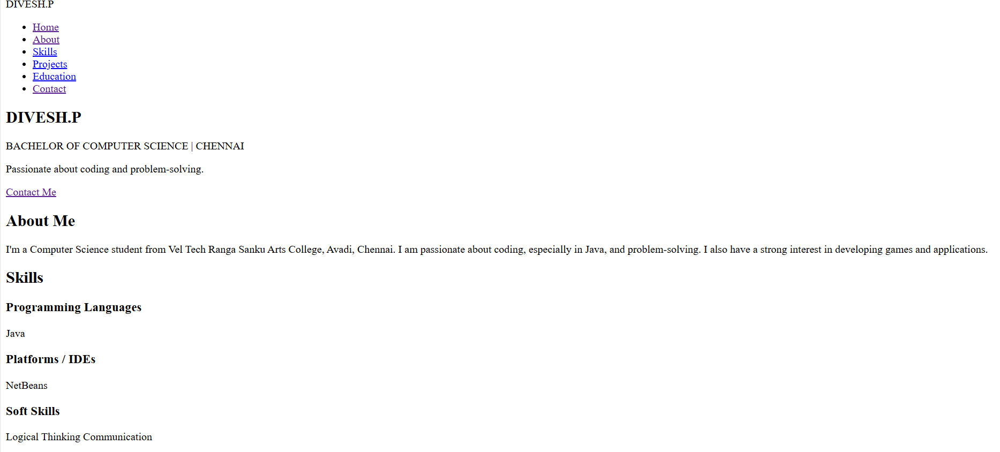 DIVESH.P
Home
About
Skills
Projects
Education
Contact
DIVESH.P
BACHELOR OF COMPUTER SCIENCE | CHENNAI
Passionate about coding and problem-solving.
Contact Me
About Me
I'm a Computer Science student from Vel Tech Ranga Sanku Arts College, Avadi, Chennai. I am passionate about coding, especially in Java, and problem-solving. I also have a strong interest in developing games and applications.
Skills
Programming Languages
Java
Platforms / IDEs
NetBeans
Soft Skills
Logical Thinking Communication